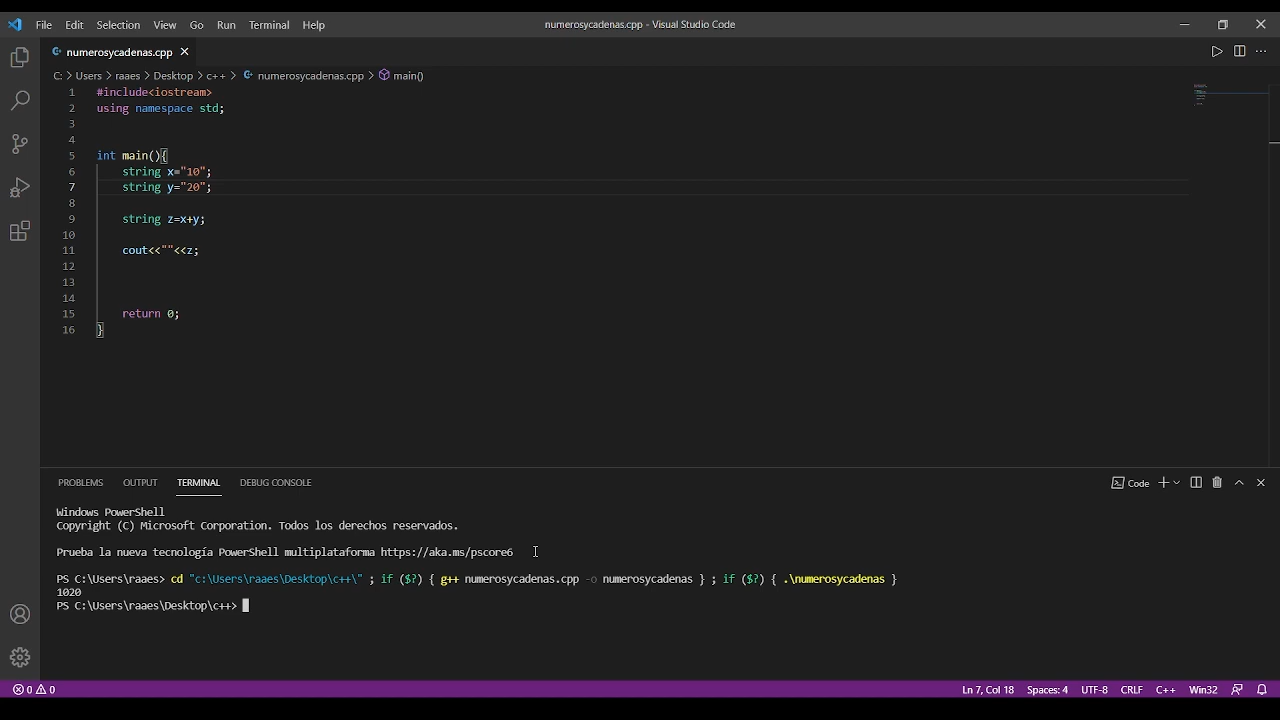 File Edit Selection View Go Run Terminal Help numerosycadenas.cpp - Visual Studio Code
numerosycadenas.cpp
C: > Users > raaes > Desktop > c++ > numerosycadenas.cpp > main()
1 #include<iostream>
2 using namespace std;
3
4
5 int main(){
6 string x="10";
7 string y="20";
8
9 string z=x+y;
10
11 cout<<""<<z;
12
13
14
15 return 0;
16 }
PROBLEMS OUTPUT TERMINAL DEBUG CONSOLE Code
Windows PowerShell
Copyright (C) Microsoft Corporation. Todos los derechos reservados.
Prueba la nueva tecnología PowerShell multiplataforma https://aka.ms/pscore6
PS C:\Users\raaes> cd "c:\Users\raaes\Desktop\c++\" ; if ($?) { g++ numerosycadenas.cpp -o numerosycadenas } ; if ($?) { .\numerosycadenas }
1020
PS C:\Users\raaes\Desktop\c++>
0 0 Ln 7, Col 18 Spaces: 4 UTF-8 CRLF C++ Win32